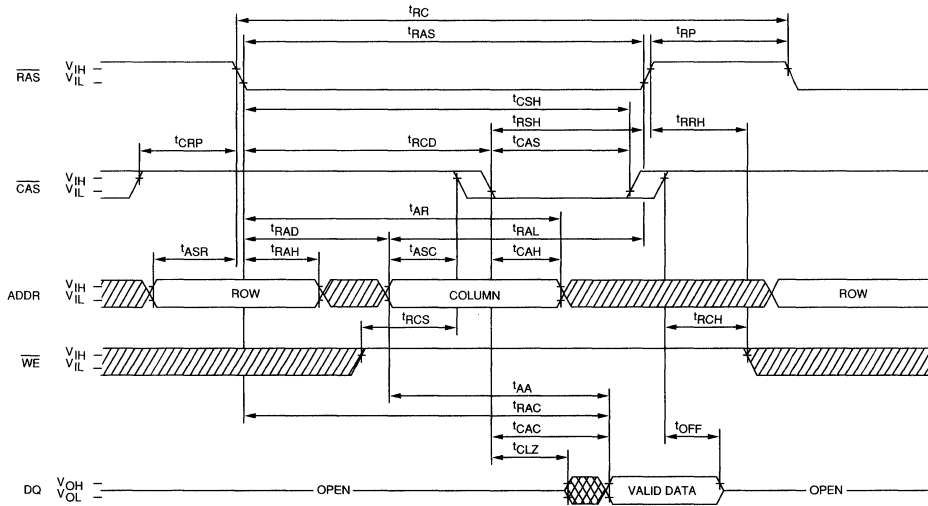 tRC
tRAS
tRP
RAS
VIH
VIL
tCSH
tRSH
tRRH
tCRP
tRCD
tCAS
CAS
VIH
VIL
tAR
tRAD
tRAL
tASR
tRAH
tASC
tCAH
ADDR
VIH
VIL
ROW
COLUMN
ROW
tRCS
tRCH
WE
VIH
VIL
tAA
tRAC
tCAC
tOFF
tCLZ
DQ
VOH
VOL
OPEN
VALID DATA
OPEN